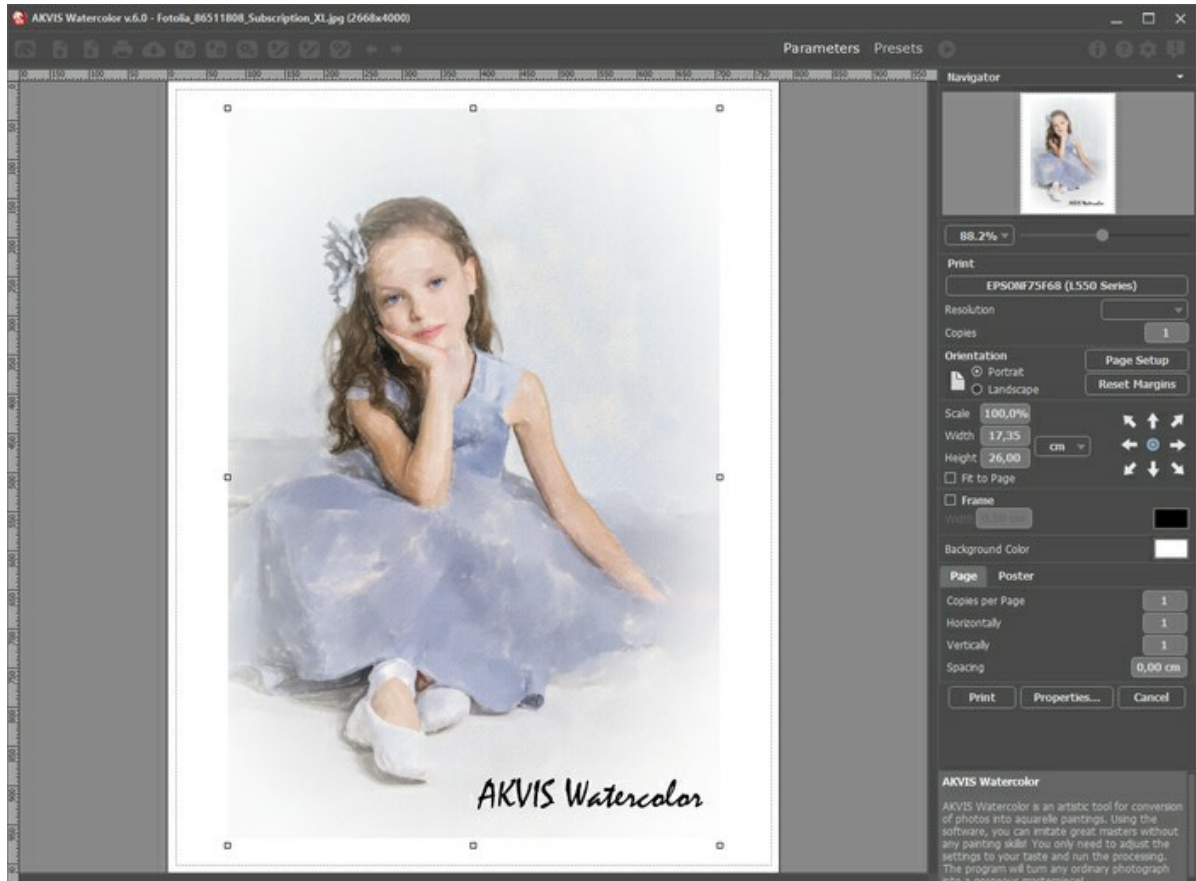 AKVIS Watercolor v.6.0 - Fotolia_86511808_Subscription_XL.jpg (2668x4000)
Parameters Presets
Navigator
88.2%
Print
EPSONF75F68 (L550 Series)
Resolution
Copies 1
Orientation
Portrait
Landscape
Page Setup
Reset Margins
Scale 100,0%
Width 17,35
cm
Height 26,00
Fit to Page
Frame
Width
Background Color
Page Poster
Copies per Page 1
Horizontally 1
Vertically 1
Spacing 0,00 cm
Print Properties... Cancel
AKVIS Watercolor
AKVIS Watercolor
AKVIS Watercolor is an artistic tool for conversion
of photos into aquarelle paintings. Using the
software, you can imitate great masters without
any painting skills! You only need to adjust the
settings to your taste and run the processing.
The program will turn any ordinary photograph